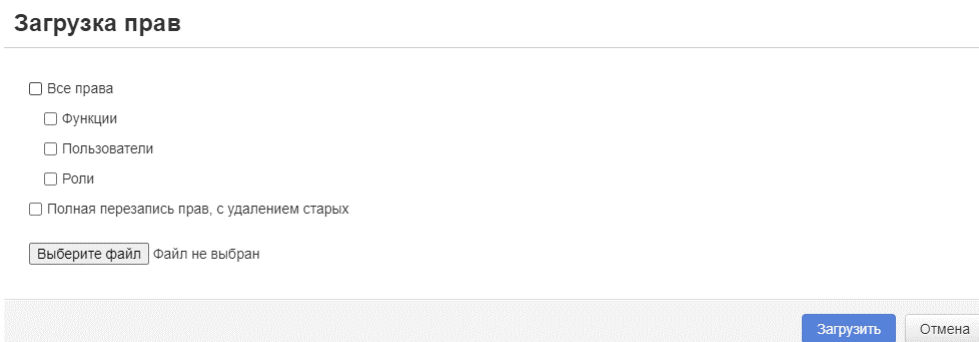 Загрузка прав
Все права
Функции
Пользователи
Роли
Полная перезапись прав, с удалением старых
Выберите файл Файл не выбран
Загрузить Отмена